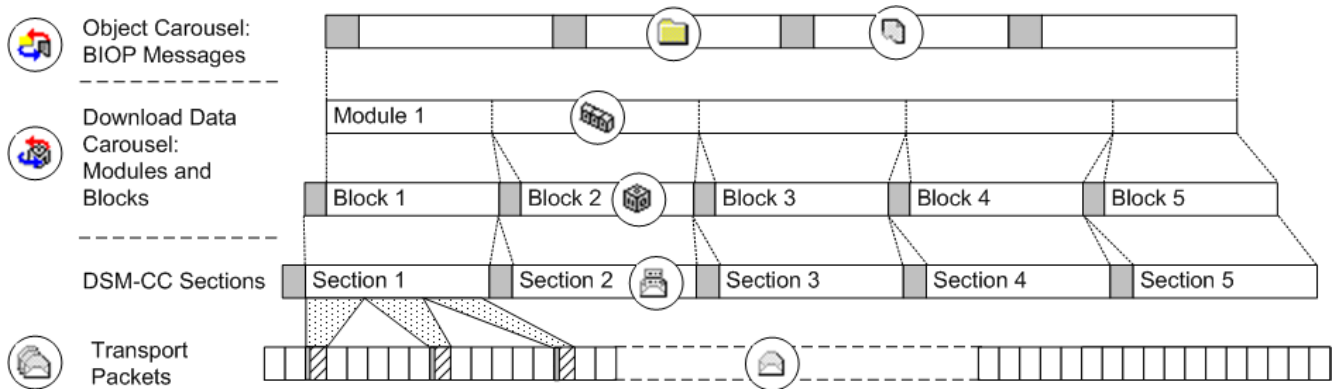 Object Carousel:
BIOP Messages
Download Data
Carousel:
Modules and
Blocks
Module 1
Block 1
Block 2
Block 3
Block 4
Block 5
DSM-CC Sections
Section 1
Section 2
Section 3
Section 4
Section 5
Transport
Packets